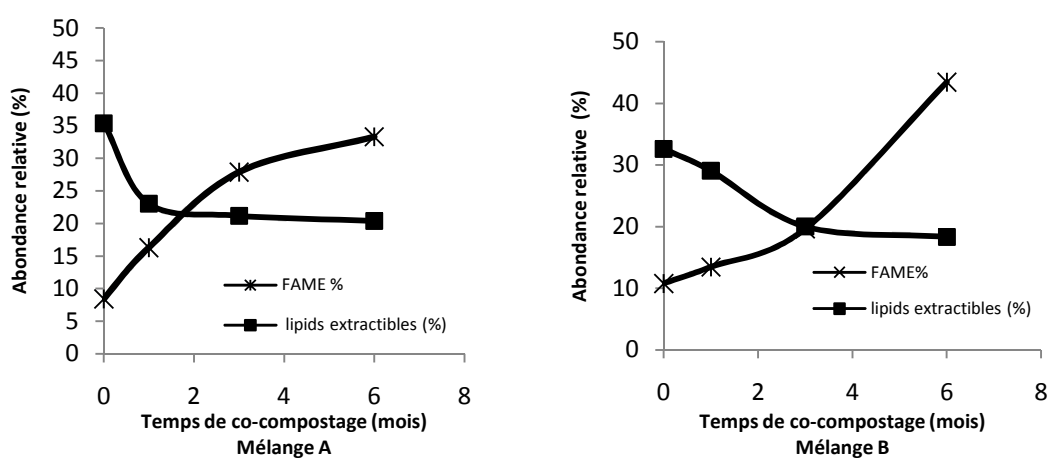 50
45
40
35
30
25
20
15
10
5
0
Abondance relative (%)
FAME %
lipids extractibles (%)
0 2 4 6 8
Temps de co-compostage (mois)
Mélange A
50
40
30
20
10
0
Abondance relative (%)
FAME%
lipids extractibles (%)
0 2 4 6 8
Temps de co-compostage (mois)
Mélange B